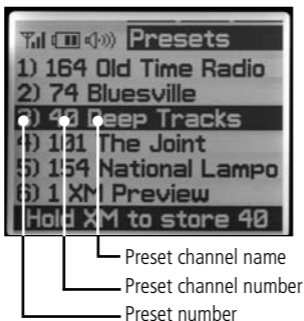 Presets
1) 164 Old Time Radio
2) 74 Bluesville
3) 40 Deep Tracks
4) 101 The Joint
5) 154 National Lampo
6) 1 XM Preview
Hold XM to store 40
Preset channel name
Preset channel number
Preset number